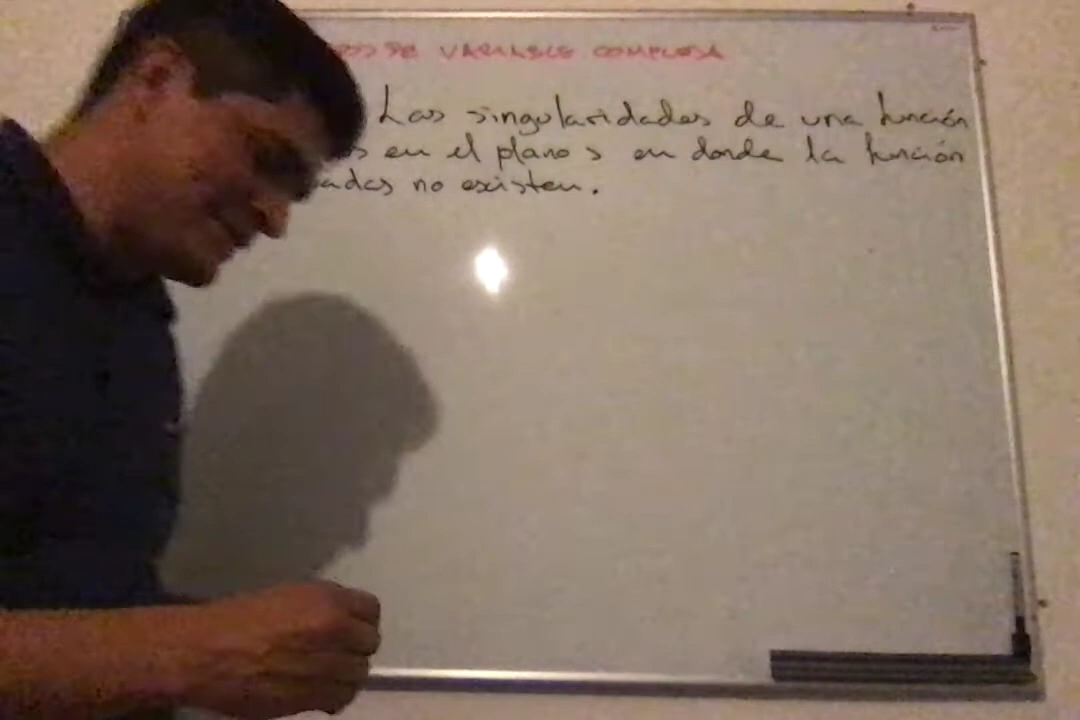 DE VARIABLE COMPLEJA
Las singularidades de una función
en el plano s en donde la función
no existen.